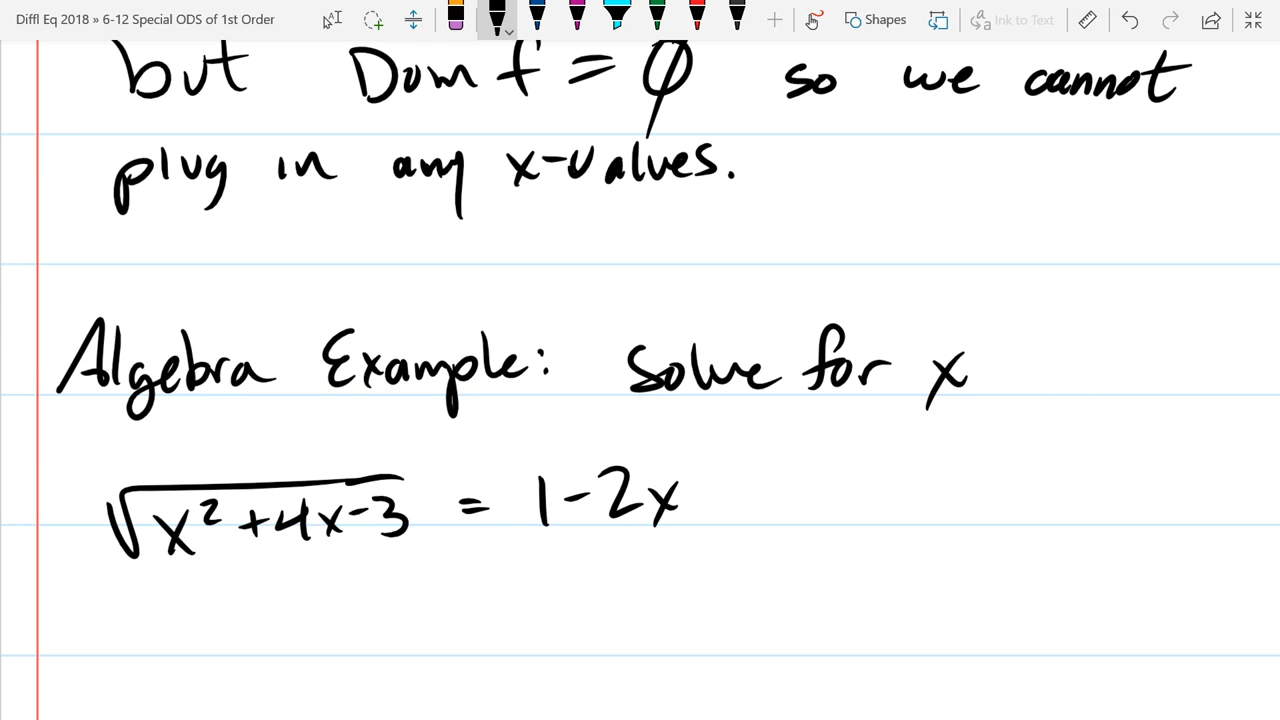 Diffl Eq 2018 » 6-12 Special ODS of 1st Order
Shapes
Ink to Text
but Dom f = ∅ so we cannot
plug in any x-values.
Algebra Example: Solve for x
√(x² + 4x - 3) = 1 - 2x